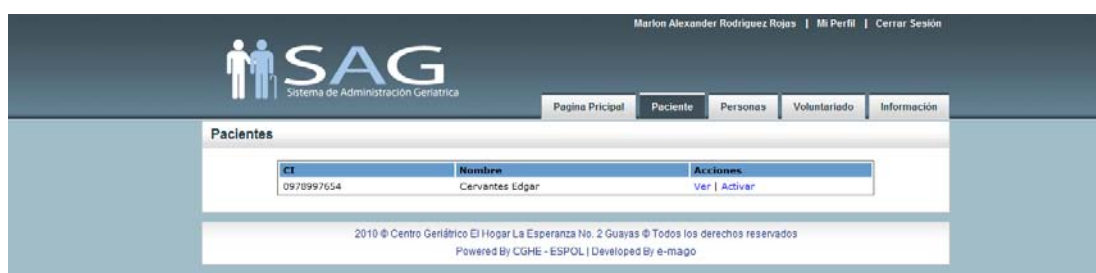 Marlon Alexander Rodriguez Rojas | Mi Perfil | Cerrar Sesión
SAG
Sistema de Administración Geriatrica
Pagina Pricipal Paciente Personas Voluntariado Información
Pacientes
CI Nombre Acciones
0978997654 Cervantes Edgar Ver | Activar
2010 © Centro Geriátrico El Hogar La Esperanza No. 2 Guayas © Todos los derechos reservados
Powered By CGHE - ESPOL | Developed By e-mago